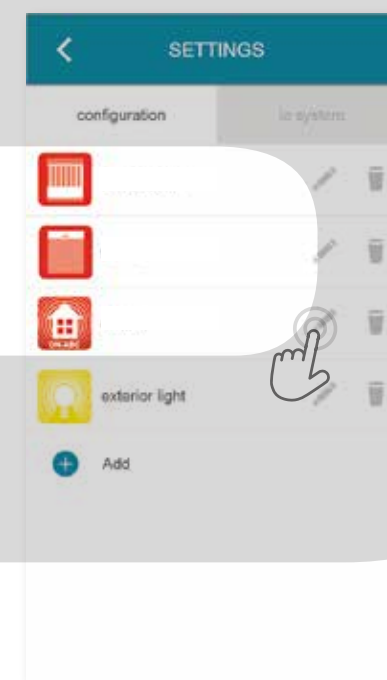 SETTINGS
configuration
io system
exterior light
Add